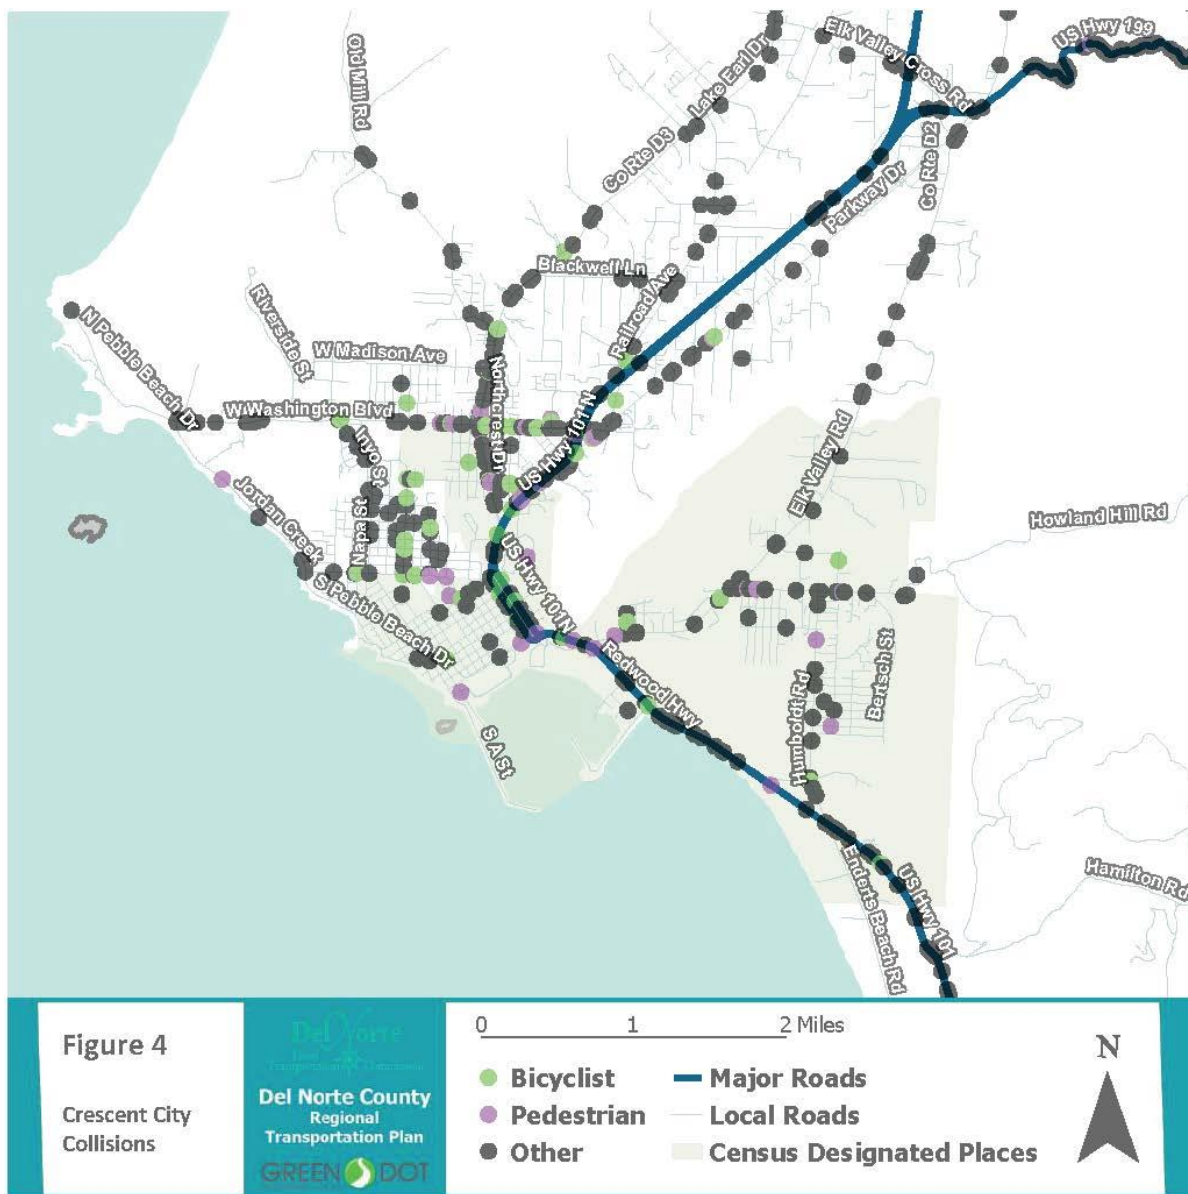 US Hwy 199
Elk Valley Cross Rd
Old Mill Rd
Lake Earl Dr
Co Rte D3
Co Rte D2
Parkway Dr
Blackwell Ln
Railroad Ave
Riverside St
N Pebble Beach Dr
W Madison Ave
Northcrest Dr
W Washington Blvd
US Hwy 101 N
Inyo St
Elk Valley Rd
Jordan Creek
Napa St
Howland Hill Rd
US Hwy 101 N
S Pebble Beach Dr
Redwood Hwy
Bertsch St
Humboldt Rd
S A St
Enderts Beach Rd
US Hwy 101
Hamilton Rd
Figure 4
Crescent City
Collisions
Del Norte
Transportation Commission
Del Norte County
Regional
Transportation Plan
GREEN DOT
0 1 2 Miles
Bicyclist
Pedestrian
Other
Major Roads
Local Roads
Census Designated Places
N